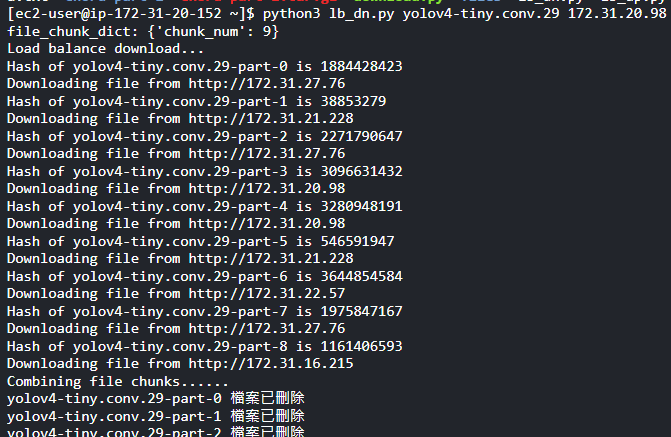 [ec2-user@ip-172-31-20-152 ~]$ python3 lb_dn.py yolov4-tiny.conv.29 172.31.20.98
file_chunk_dict: {'chunk_num': 9}
Load balance download...
Hash of yolov4-tiny.conv.29-part-0 is 1884428423
Downloading file from http://172.31.27.76
Hash of yolov4-tiny.conv.29-part-1 is 38853279
Downloading file from http://172.31.21.228
Hash of yolov4-tiny.conv.29-part-2 is 2271790647
Downloading file from http://172.31.27.76
Hash of yolov4-tiny.conv.29-part-3 is 3096631432
Downloading file from http://172.31.20.98
Hash of yolov4-tiny.conv.29-part-4 is 3280948191
Downloading file from http://172.31.20.98
Hash of yolov4-tiny.conv.29-part-5 is 546591947
Downloading file from http://172.31.21.228
Hash of yolov4-tiny.conv.29-part-6 is 3644854584
Downloading file from http://172.31.22.57
Hash of yolov4-tiny.conv.29-part-7 is 1975847167
Downloading file from http://172.31.27.76
Hash of yolov4-tiny.conv.29-part-8 is 1161406593
Downloading file from http://172.31.16.215
Combining file chunks......
yolov4-tiny.conv.29-part-0 檔案已刪除
yolov4-tiny.conv.29-part-1 檔案已刪除
yolov4-tiny.conv.29-part-2 檔案已刪除